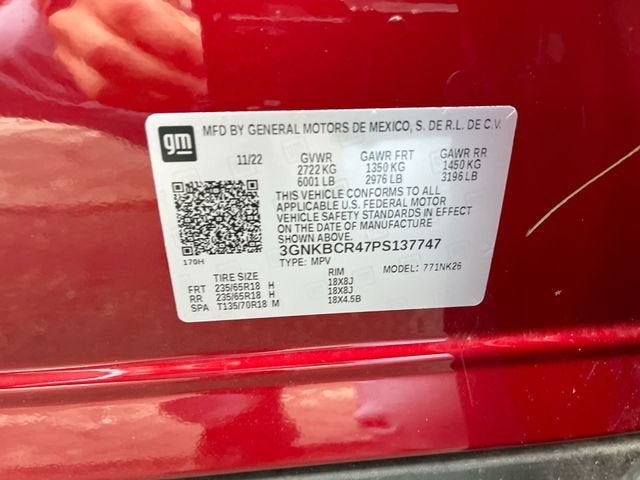 gm
MFD BY GENERAL MOTORS DE MEXICO, S. DE R.L. DE C.V.
11/22 GVWR GAWR FRT GAWR RR
2722 KG 1350 KG 1450 KG
6001 LB 2976 LB 3196 LB
THIS VEHICLE CONFORMS TO ALL
APPLICABLE U.S. FEDERAL MOTOR
VEHICLE SAFETY STANDARDS IN EFFECT
ON THE DATE OF MANUFACTURE
SHOWN ABOVE.
3GNKBCR47PS137747
170H TYPE: MPV MODEL: 771NK26
TIRE SIZE RIM
FRT 235/65R18 H 18X8J
RR 235/65R18 H 18X8J
SPA T135/70R18 M 18X4.5B